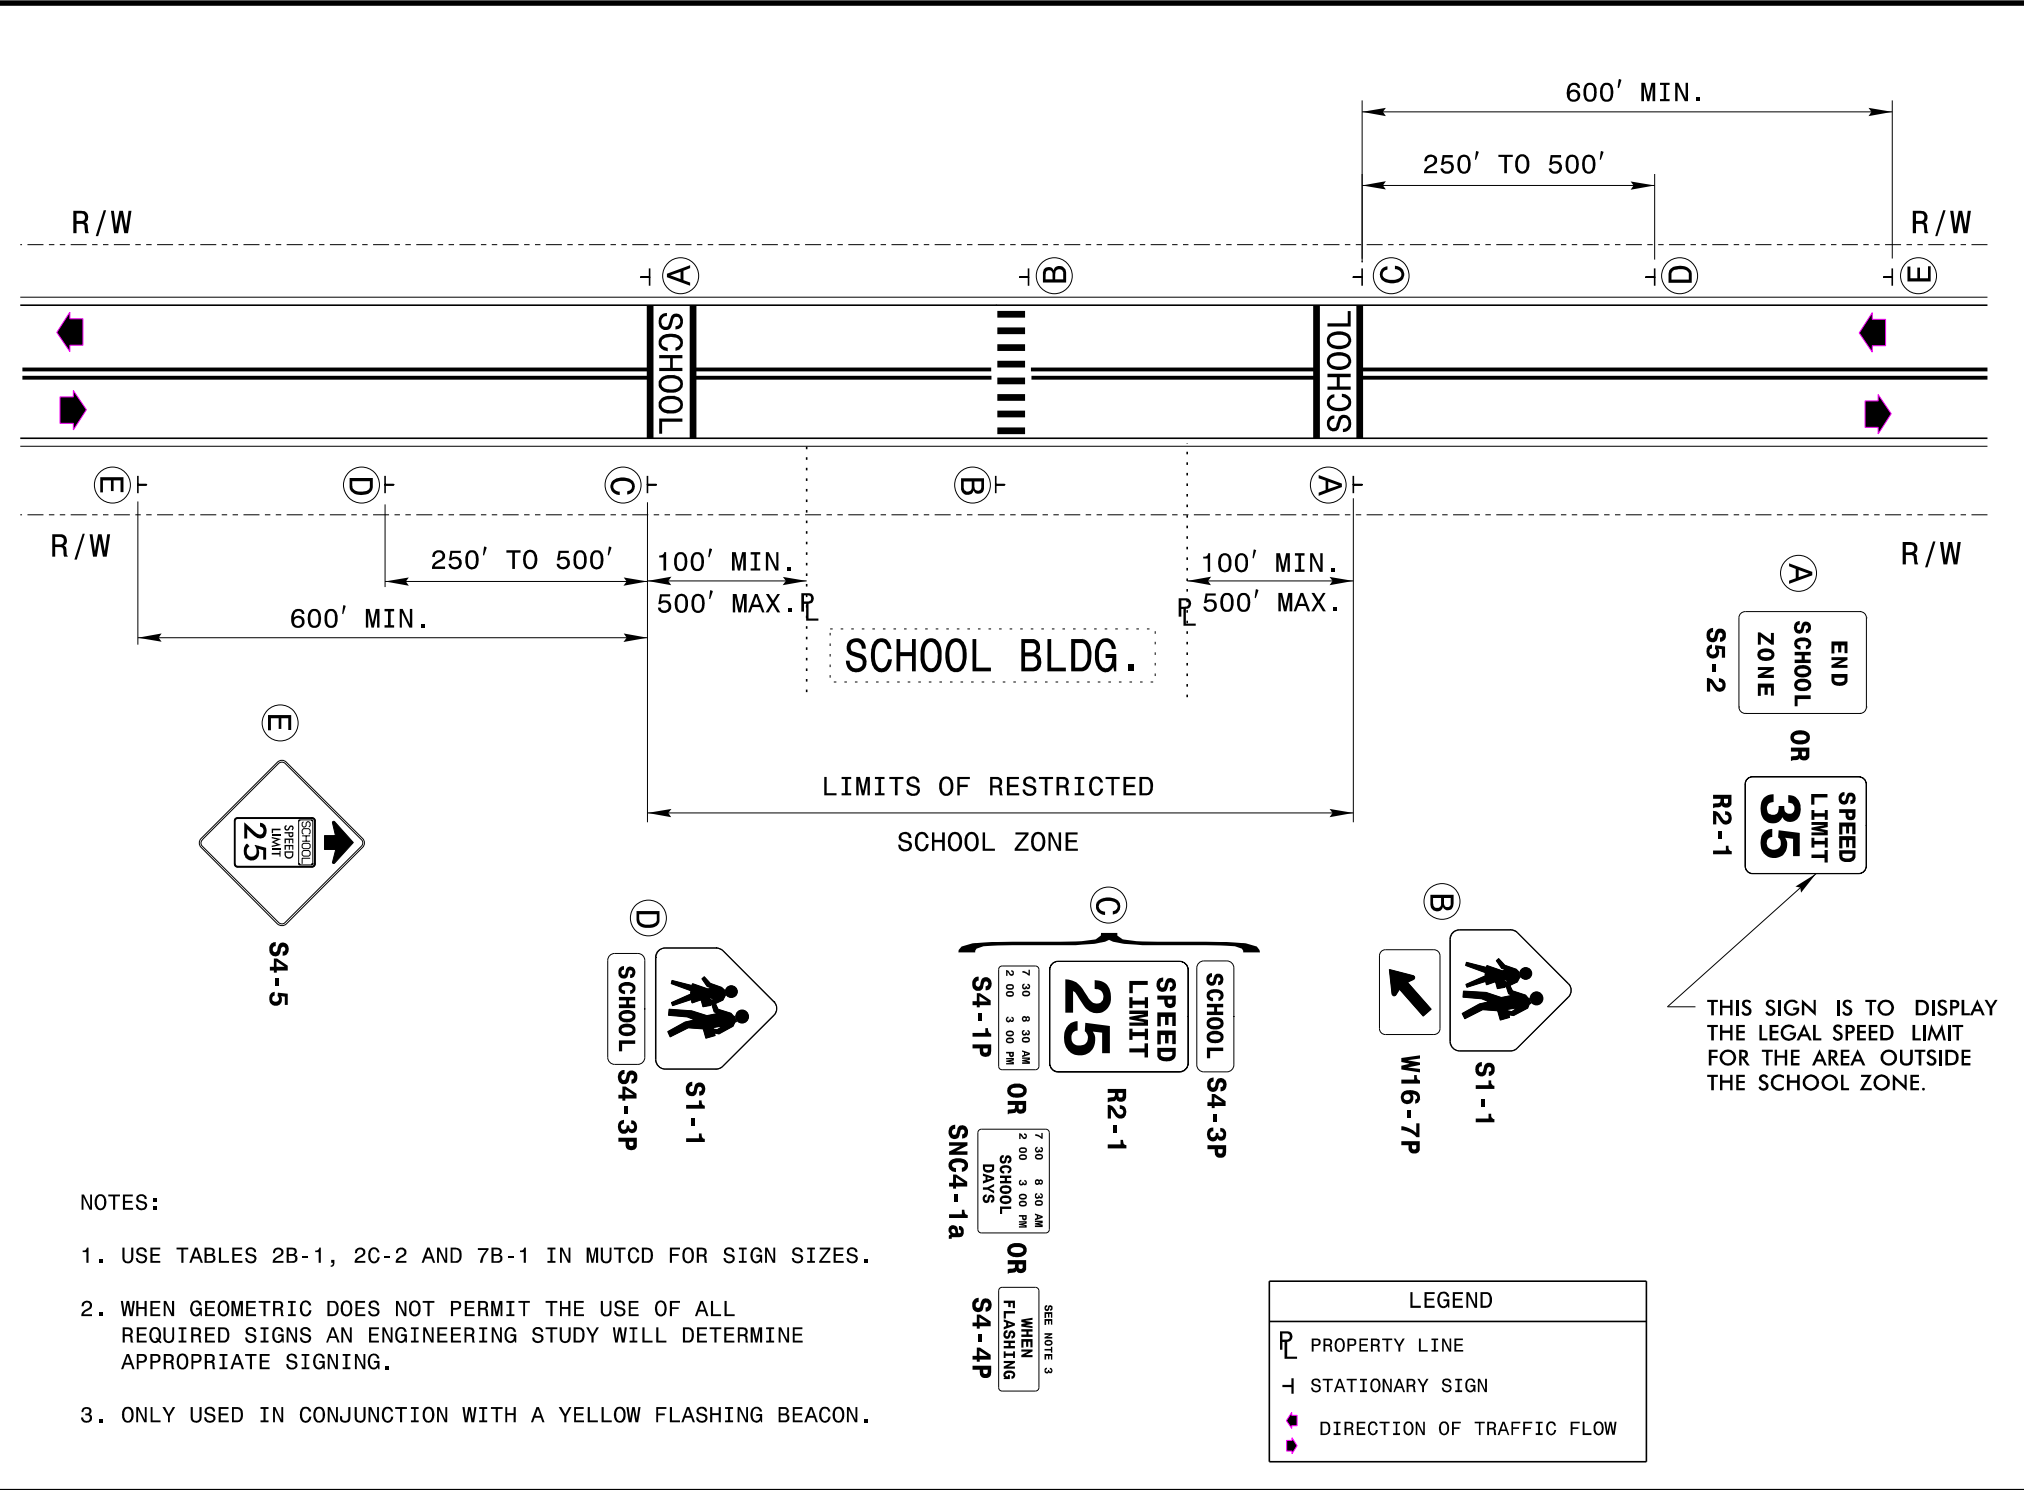 600' MIN.
250' TO 500'
R/W
R/W
A
B
C
D
E
SCHOOL
SCHOOL
E
D
C
B
A
R/W
R/W
250' TO 500'
100' MIN.
500' MAX.
PL
600' MIN.
100' MIN.
500' MAX.
PL
SCHOOL BLDG.
LIMITS OF RESTRICTED
SCHOOL ZONE
A
END
SCHOOL
ZONE
S5-2
OR
SPEED
LIMIT
35
R2-1
THIS SIGN IS TO DISPLAY
THE LEGAL SPEED LIMIT
FOR THE AREA OUTSIDE
THE SCHOOL ZONE.
E
SCHOOL
SPEED
LIMIT
25
S4-5
D
S1-1
SCHOOL
S4-3P
C
SCHOOL
S4-3P
SPEED
LIMIT
25
R2-1
7 30 8 30 AM
2 00 3 00 PM
S4-1P
OR
7 30 8 30 AM
2 00 3 00 PM
SCHOOL
DAYS
SNC4-1a
OR
SEE NOTE 3
WHEN
FLASHING
S4-4P
B
S1-1
W16-7P
NOTES:
1. USE TABLES 2B-1, 2C-2 AND 7B-1 IN MUTCD FOR SIGN SIZES.
2. WHEN GEOMETRIC DOES NOT PERMIT THE USE OF ALL
REQUIRED SIGNS AN ENGINEERING STUDY WILL DETERMINE
APPROPRIATE SIGNING.
3. ONLY USED IN CONJUNCTION WITH A YELLOW FLASHING BEACON.
LEGEND
PL PROPERTY LINE
STATIONARY SIGN
DIRECTION OF TRAFFIC FLOW